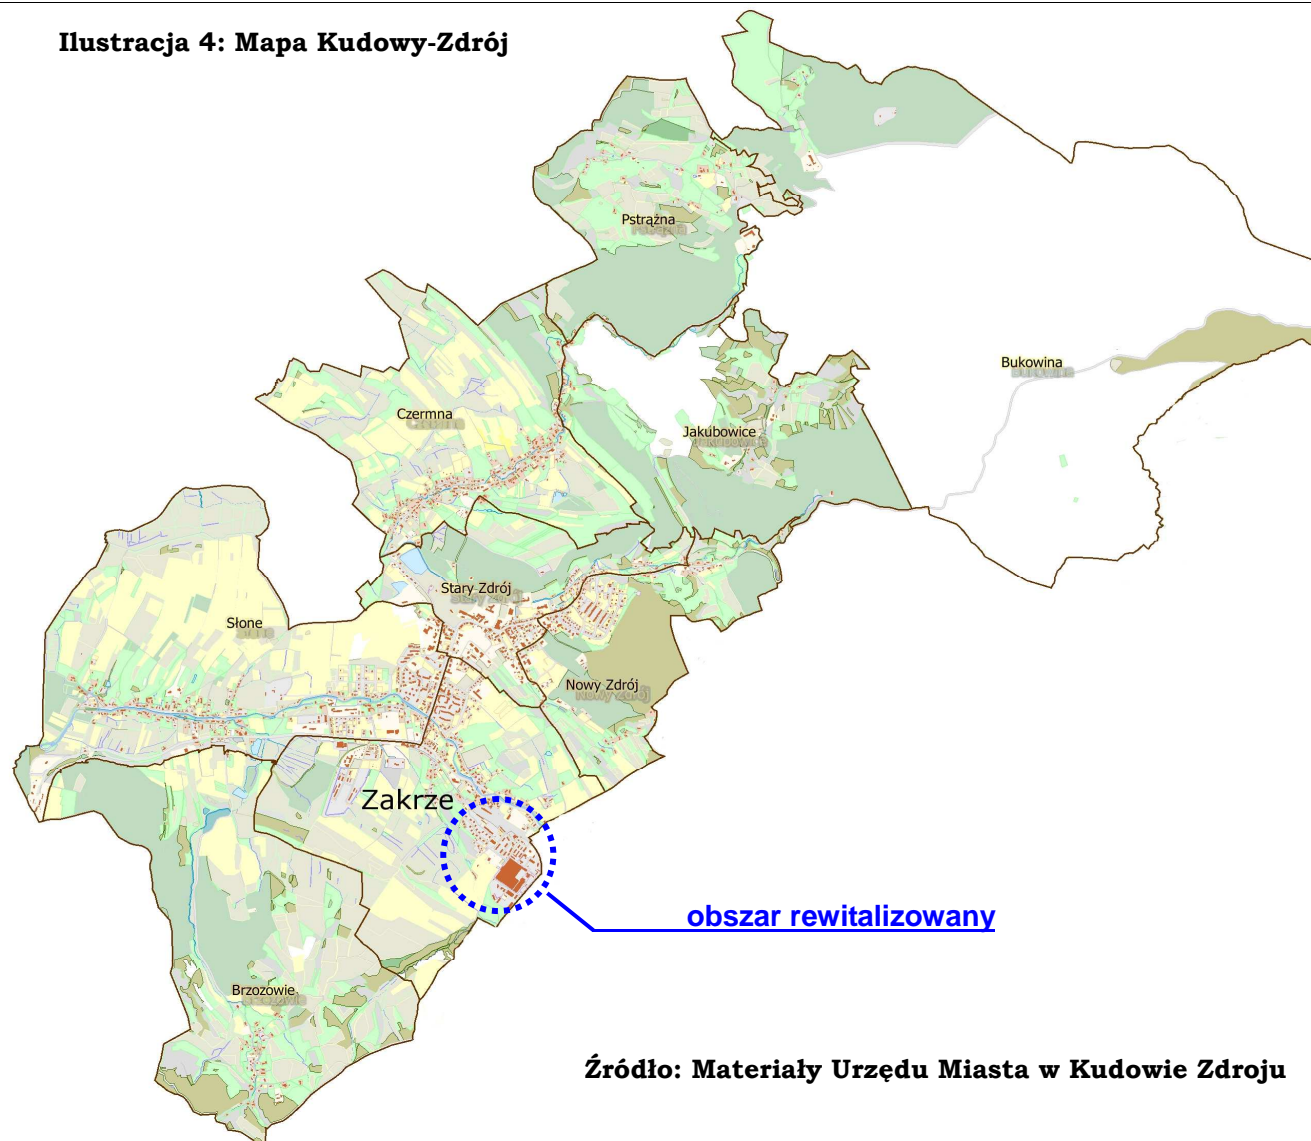 Ilustracja 4: Mapa Kudowy-Zdrój
Pstrążna
Bukowina
Czermna
Jakubowice
Stary Zdrój
Słone
Nowy Zdrój
Zakrze
obszar rewitalizowany
Brzozowie
Źródło: Materiały Urzędu Miasta w Kudowie Zdroju